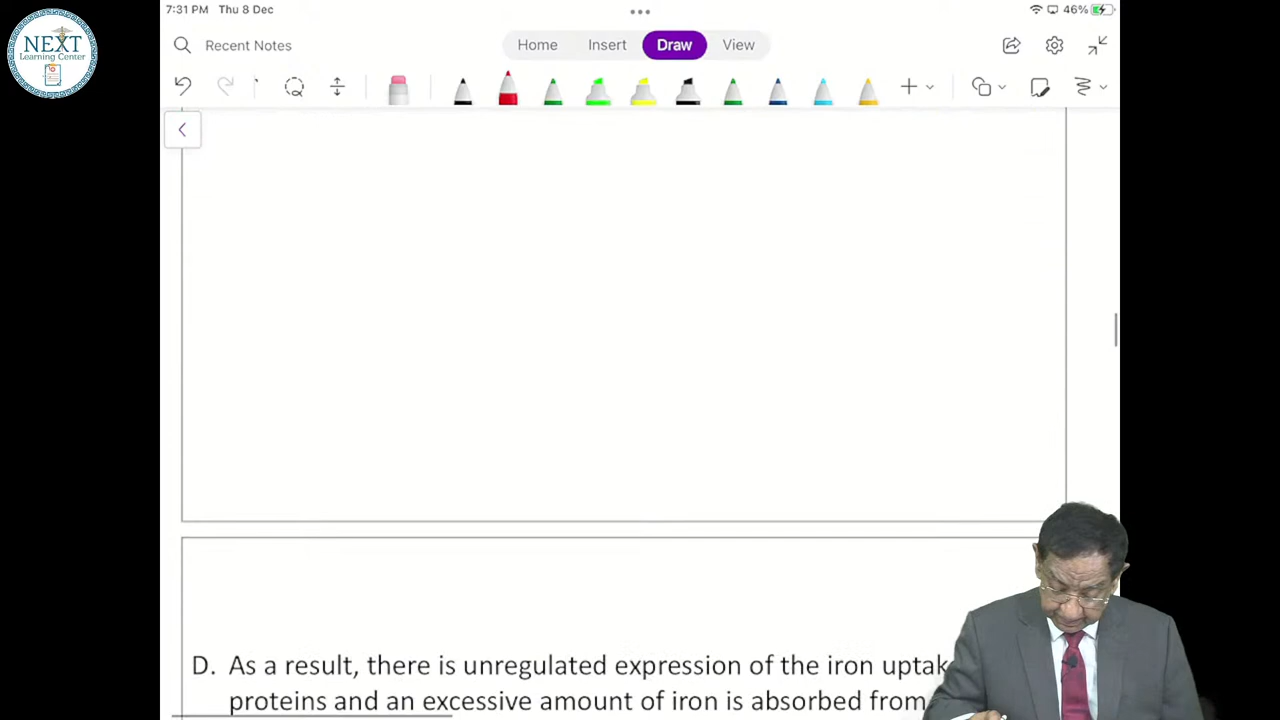 7:31 PM Thu 8 Dec
46%
NEXT
Learning Center
Recent Notes
Home Insert Draw View
D. As a result, there is unregulated expression of the iron uptak
proteins and an excessive amount of iron is absorbed from